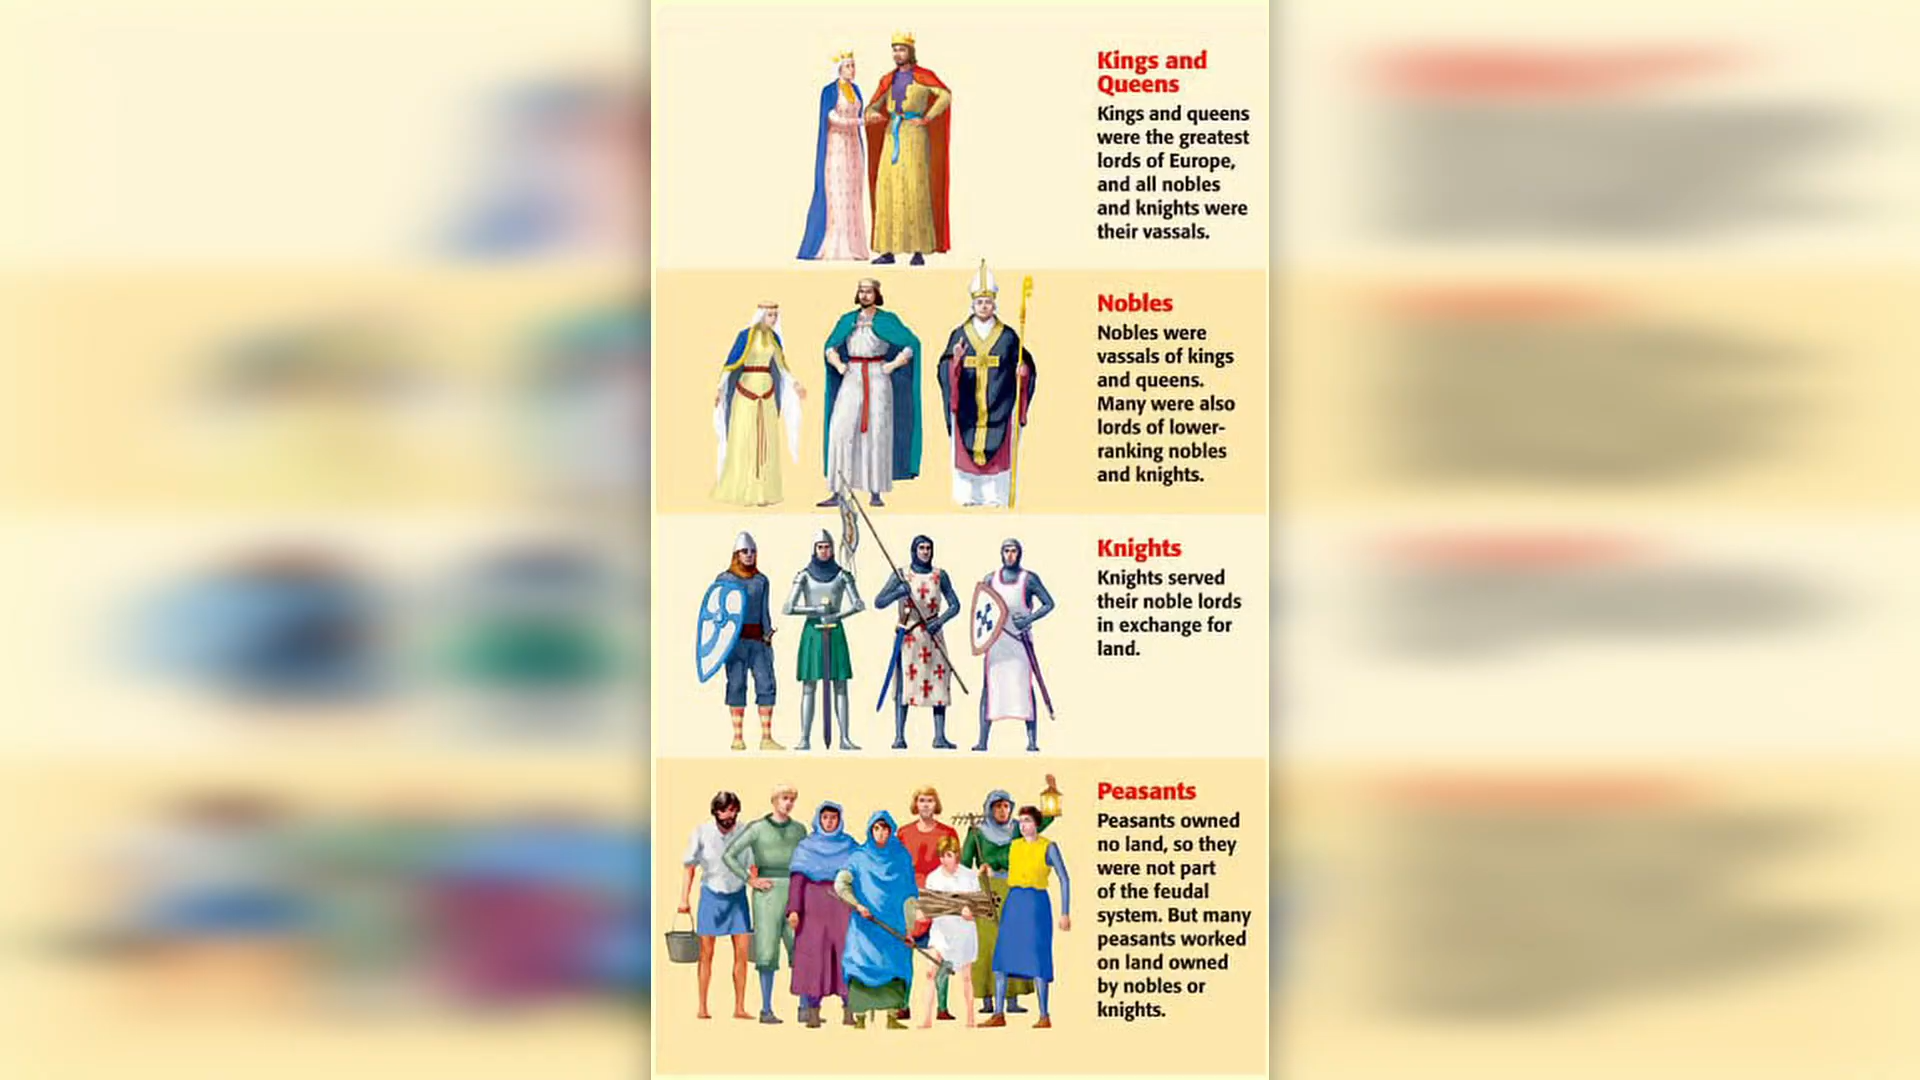 Kings and
Queens
Kings and queens
were the greatest
lords of Europe,
and all nobles
and knights were
their vassals.
Nobles
Nobles were
vassals of kings
and queens.
Many were also
lords of lower-
ranking nobles
and knights.
Knights
Knights served
their noble lords
in exchange for
land.
Peasants
Peasants owned
no land, so they
were not part
of the feudal
system. But many
peasants worked
on land owned
by nobles or
knights.